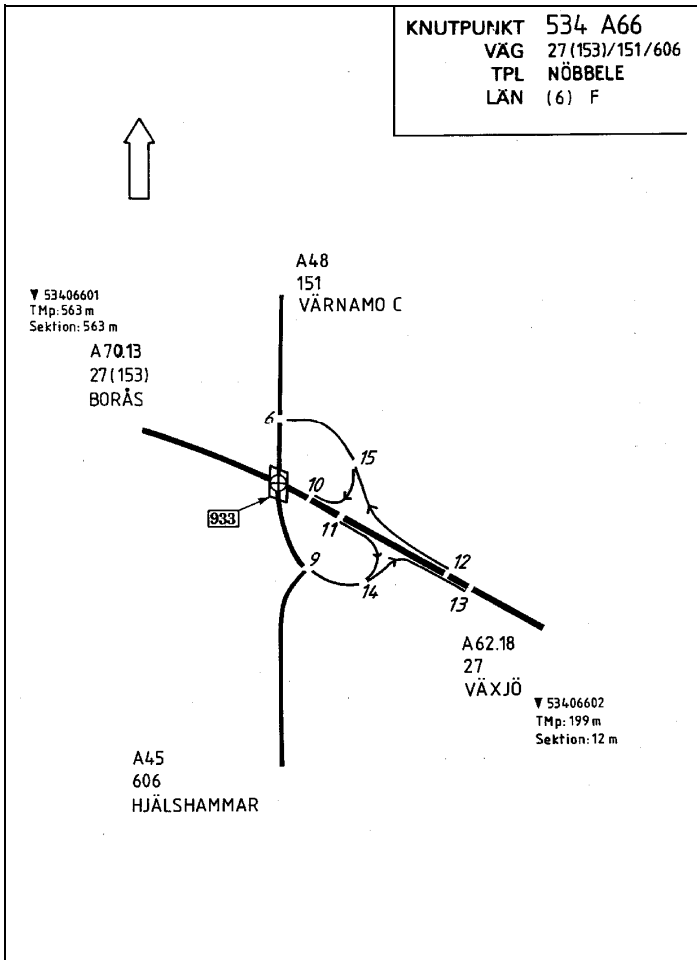 KNUTPUNKT 534 A66
VÄG 27(153)/151/606
TPL NÖBBELE
LÄN (6) F
A48
151
VÄRNAMO C
▼ 53406601
TMp: 563 m
Sektion: 563 m
A70.13
27(153)
BORÅS
6
15
10
933
11
9
12
14
13
A62.18
27
VÄXJÖ
▼ 53406602
TMp: 199 m
Sektion: 12 m
A45
606
HJÄLSHAMMAR